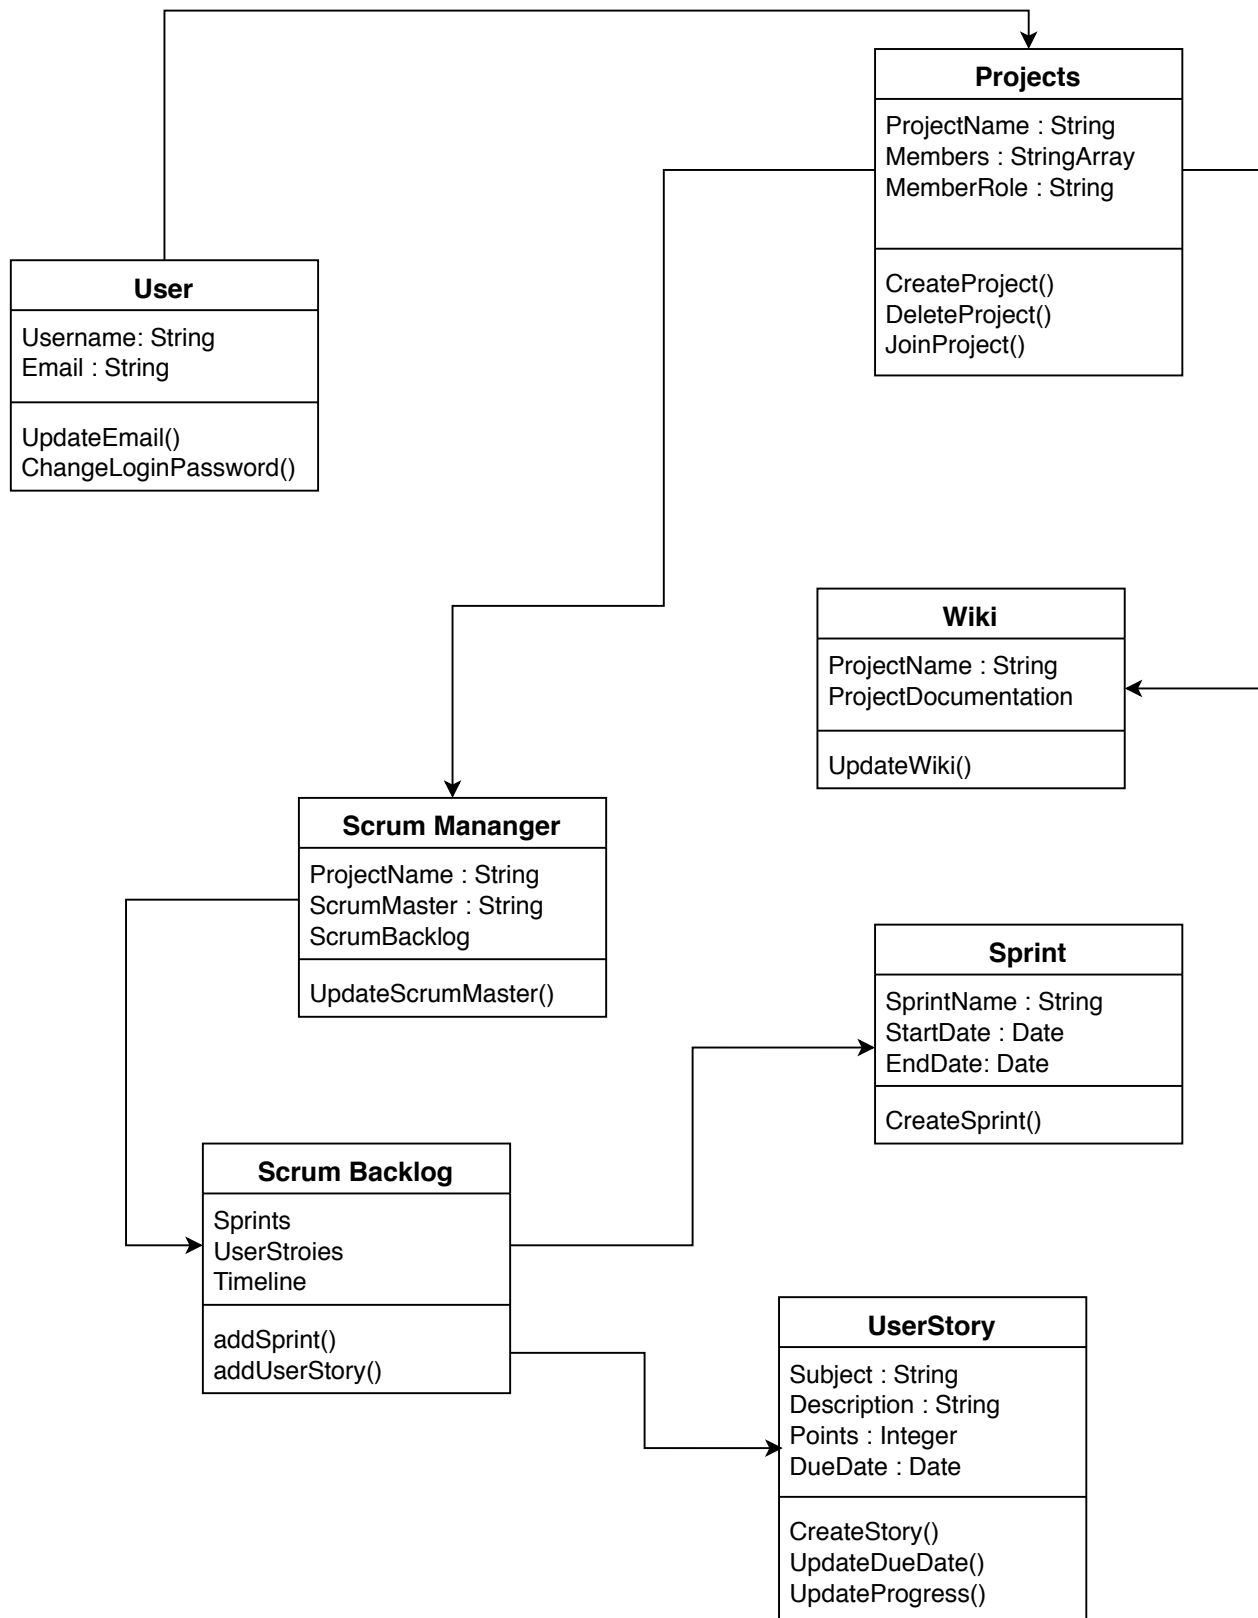 Projects
ProjectName : String
Members : StringArray
MemberRole : String
CreateProject()
DeleteProject()
JoinProject()
User
Username: String
Email : String
UpdateEmail()
ChangeLoginPassword()
Wiki
ProjectName : String
ProjectDocumentation
UpdateWiki()
Scrum Mananger
ProjectName : String
ScrumMaster : String
ScrumBacklog
UpdateScrumMaster()
Sprint
SprintName : String
StartDate : Date
EndDate: Date
CreateSprint()
Scrum Backlog
Sprints
UserStroies
Timeline
addSprint()
addUserStory()
UserStory
Subject : String
Description : String
Points : Integer
DueDate : Date
CreateStory()
UpdateDueDate()
UpdateProgress()